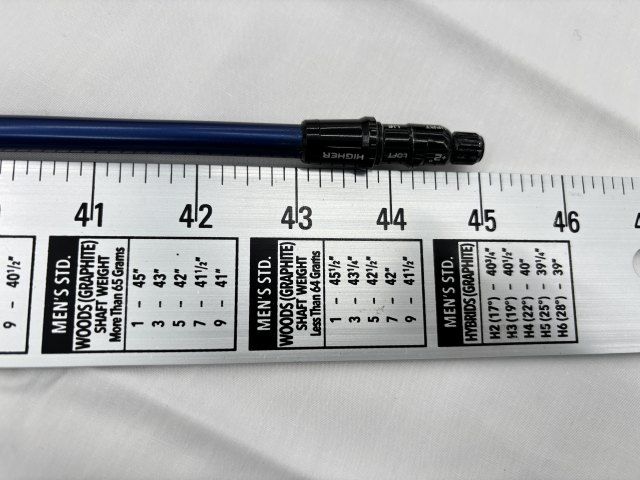 HIGHER
LOFT
+2°
41
42
43
44
45
46
9 - 40½"
MEN'S STD.
WOODS (GRAPHITE)
SHAFT WEIGHT
More Than 65 Grams
1 - 45"
3 - 43"
5 - 42"
7 - 41½"
9 - 41"
MEN'S STD.
WOODS (GRAPHITE)
SHAFT WEIGHT
Less Than 64 Grams
1 - 45½"
3 - 43¼"
5 - 42½"
7 - 42"
9 - 41½"
MEN'S STD.
HYBRIDS (GRAPHITE)
H2 (17°) - 40¾"
H3 (19°) - 40½"
H4 (22°) - 40"
H5 (25°) - 39¼"
H6 (28°) - 39"